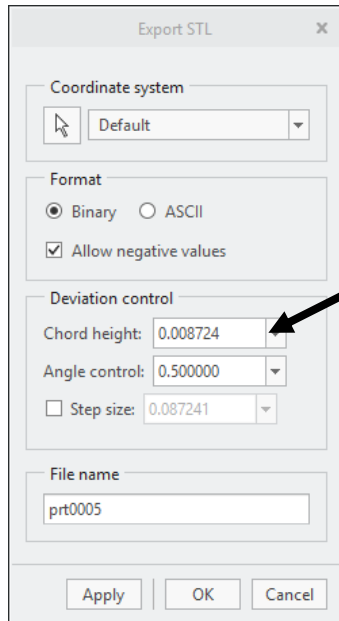 Export STL
Coordinate system
Default
Format
Binary ASCII
Allow negative values
Deviation control
Chord height: 0.008724
Angle control: 0.500000
Step size: 0.087241
File name
prt0005
Apply OK Cancel